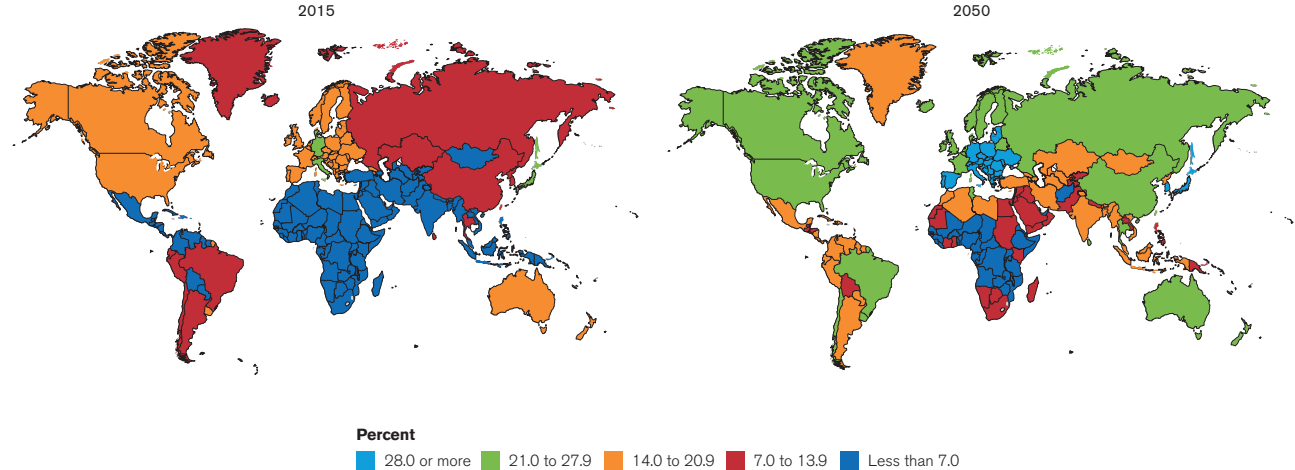 2015
2050
Percent
28.0 or more
21.0 to 27.9
14.0 to 20.9
7.0 to 13.9
Less than 7.0